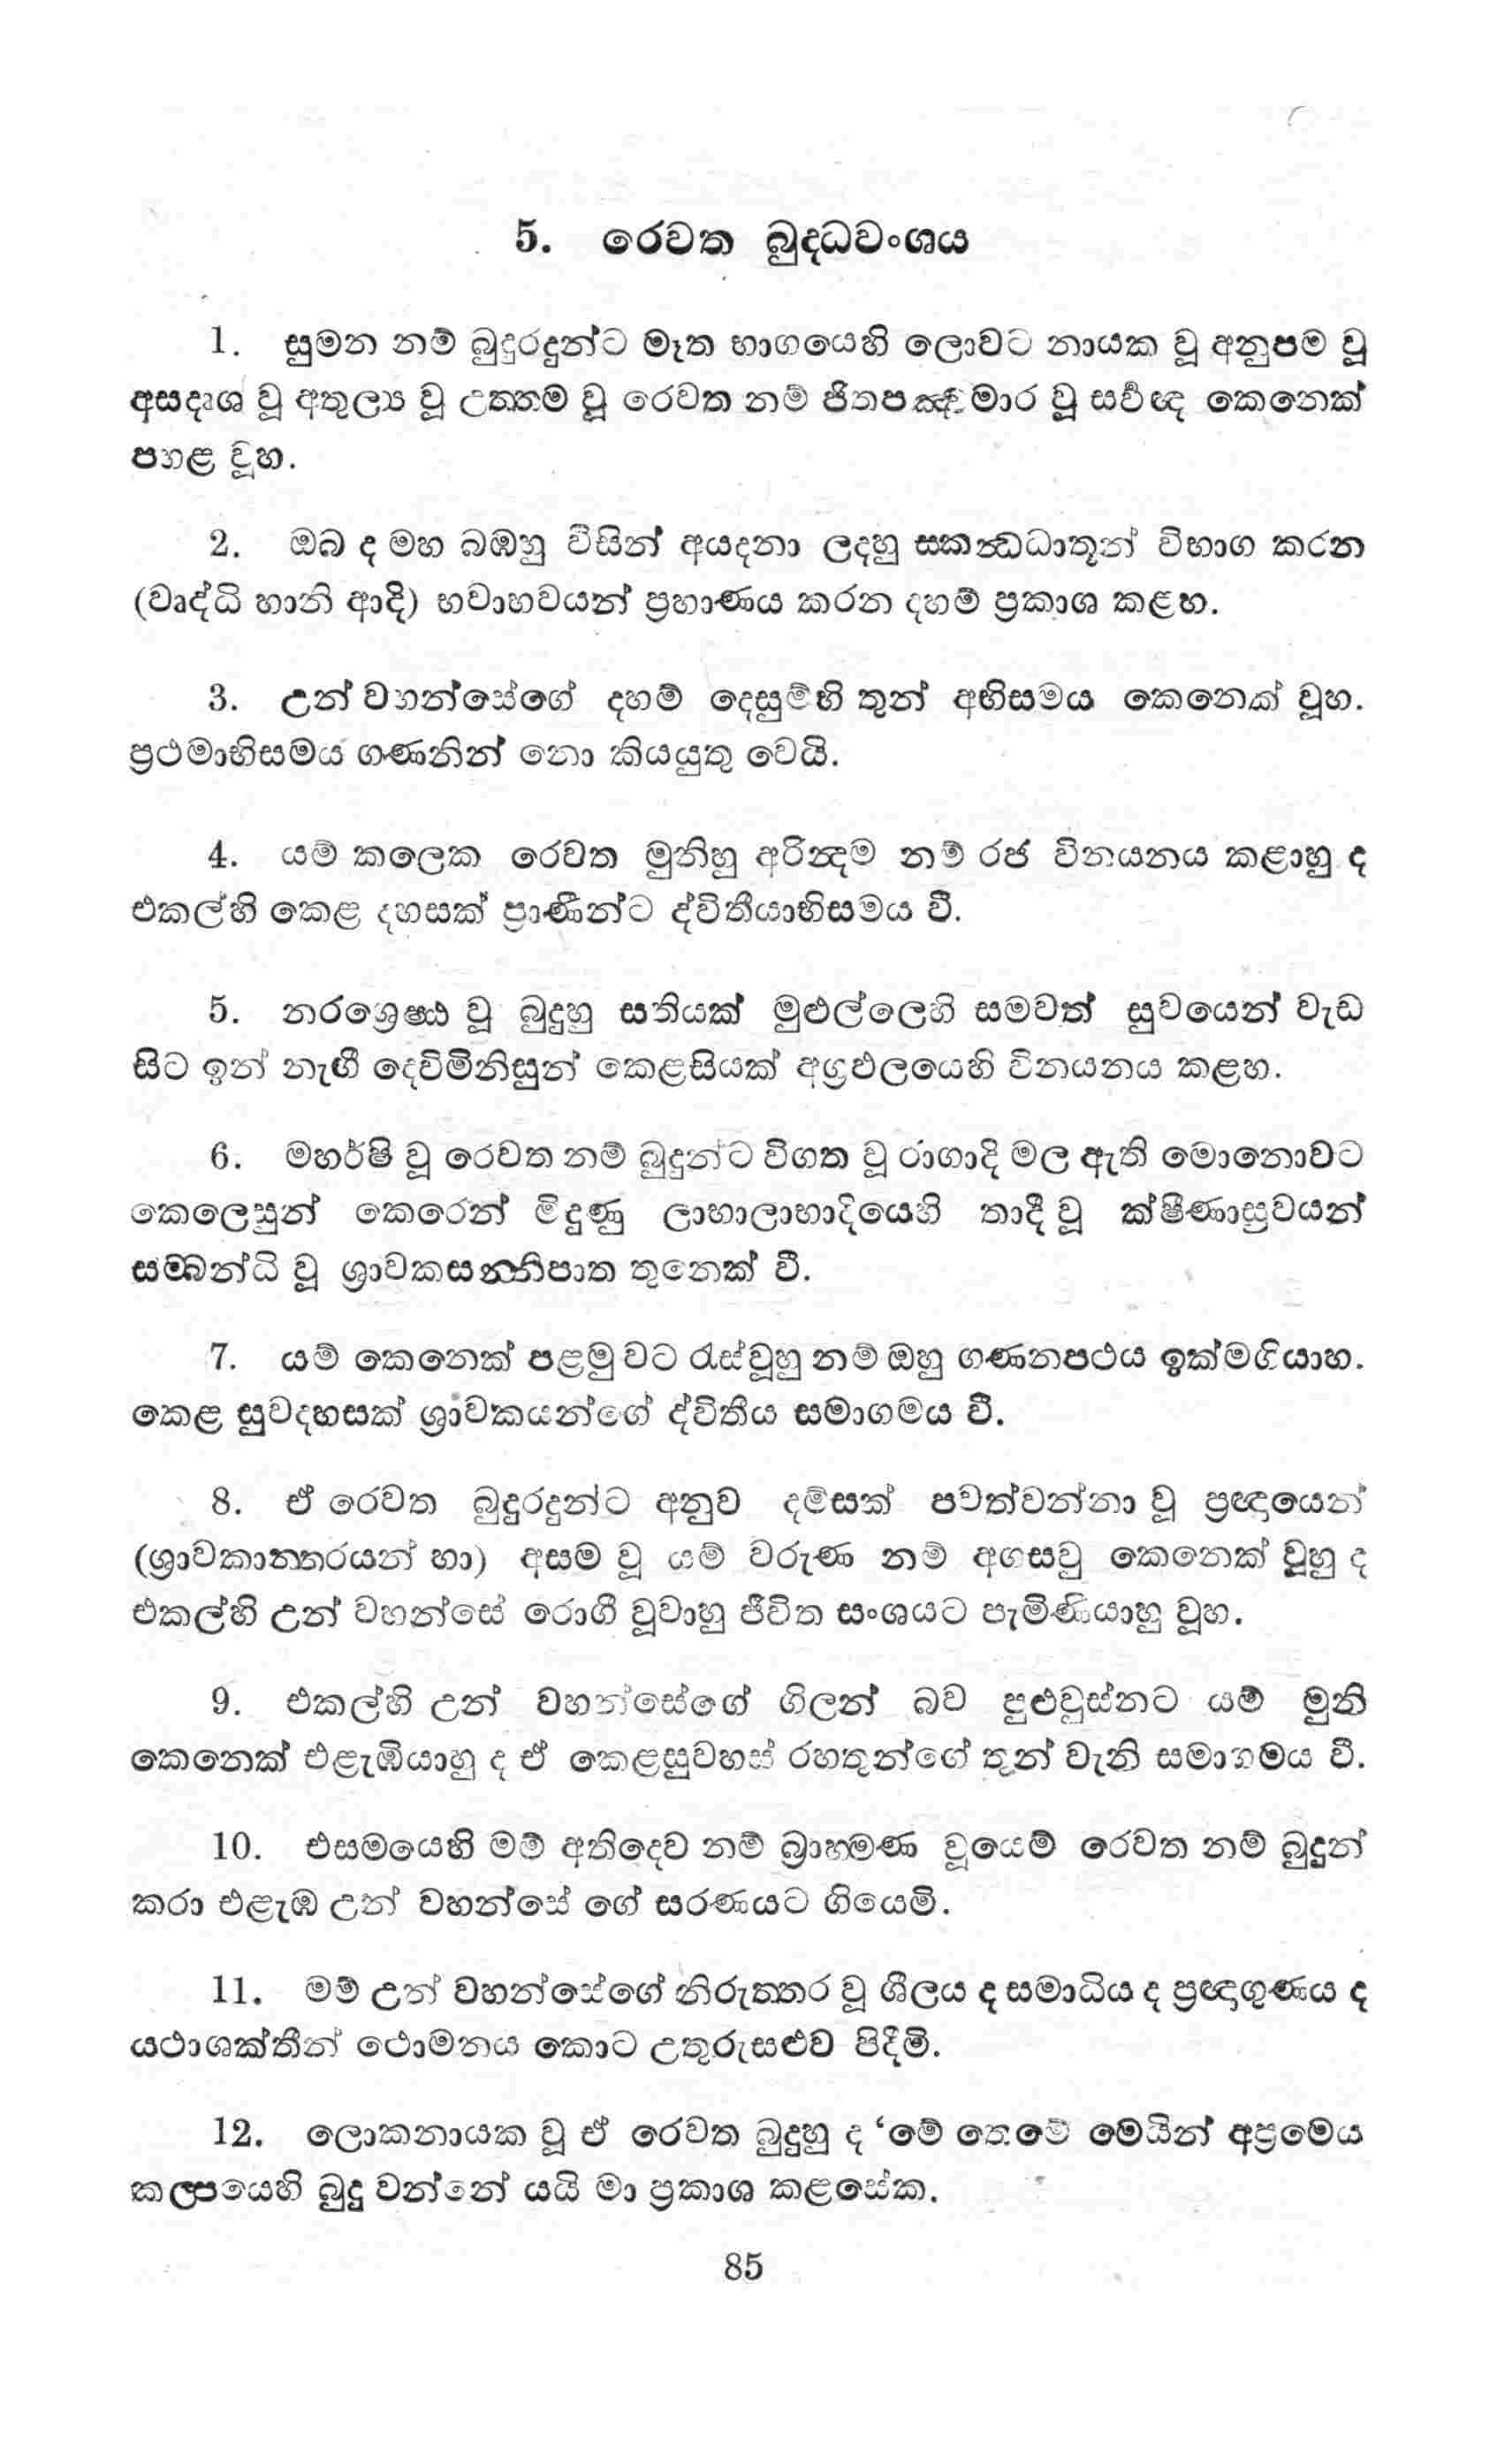 5. රෙවත බුද්ධවංශය
1. සුමන නම් බුදුරදුන්ට මෑත භාගයෙහි ලොවට නායක වූ අනුපම වූ
අසදෘශ වූ අතුල්‍ය වූ උත්තම වූ රෙවත නම් ජිතපඤ්චමාර වූ සර්‍වඥ කෙනෙක්
පහළ වූහ.
2. ඔබ ද මහ බඹහු විසින් අයදනා ලදහු ස්කන්ධධාතූන් විභාග කරන
(වෘද්ධි හානි ආදි) භවාභවයන් ප්‍රහාණය කරන දහම් ප්‍රකාශ කළහ.
3. උන් වහන්සේගේ දහම් දෙසුම්හි තුන් අභිසමය කෙනෙක් වූහ.
ප්‍රථමාභිසමය ගණනින් නො කියයුතු වෙයි.
4. යම් කලෙක රෙවත මුනිහු අරින්‍දම නම් රජ විනයනය කළාහු ද
එකල්හි කෙළ දහසක් ප්‍රාණීන්ට ද්විතීයාභිසමය වී.
5. නරශ්‍රේෂ්ඨ වූ බුදුහු සතියක් මුළුල්ලෙහි සමවත් සුවයෙන් වැඩ
සිට ඉන් නැඟී දෙව්මිනිසුන් කෙළසියක් අග්‍රඵලයෙහි විනයනය කළහ.
6. මහර්ෂි වූ රෙවත නම් බුදුන්ට විගත වූ රාගාදි මල ඇති මොනොවට
කෙලෙසුන් කෙරෙන් මිදුණු ලාභාලාභාදියෙහි තාදී වූ ක්ෂීණාස්‍රවයන්
සම්බන්ධි වූ ශ්‍රාවකසන්නිපාත තුනෙක් වී.
7. යම් කෙනෙක් පළමු වට රැස්වූහු නම් ඔහු ගණනපථය ඉක්මගියාහ.
කෙළ සුවදහසක් ශ්‍රාවකයන්ගේ ද්විතීය සමාගමය වී.
8. ඒ රෙවත බුදුරදුන්ට අනුව දම්සක් පවත්වන්නා වූ ප්‍රඥායෙන්
(ශ්‍රාවකාන්තරයන් හා) අසම වූ යම් වරුණ නම් අගසවු කෙනෙක් වූහු ද
එකල්හි උන් වහන්සේ රොගී වූවාහු ජීවිත සංශයට පැමිණියාහු වූහ.
9. එකල්හි උන් වහන්සේගේ ගිලන් බව පුළුවුස්නට යම් මුනි
කෙනෙක් එළැඹියාහු ද ඒ කෙළසුවහස් රහතුන්ගේ තුන් වැනි සමාගමය වී.
10. එසමයෙහි මම් අතිදෙව නම් බ්‍රාහ්මණ වූයෙම් රෙවත නම් බුදුන්
කරා එළැඹ උන් වහන්සේ ගේ සරණයට ගියෙමි.
11. මම් උන් වහන්සේගේ නිරුත්තර වූ ශීලය ද සමාධිය ද ප්‍රඥාගුණය ද
යථාශක්තීන් ථොමනය කොට උතුරුසළුව පිදීමි.
12. ලොකනායක වූ ඒ රෙවත බුදුහු ද ‘මේ තෙමේ මෙයින් අප්‍රමෙය
කල්පයෙහි බුදු වන්නේ යයි මා ප්‍රකාශ කළසේක.
85